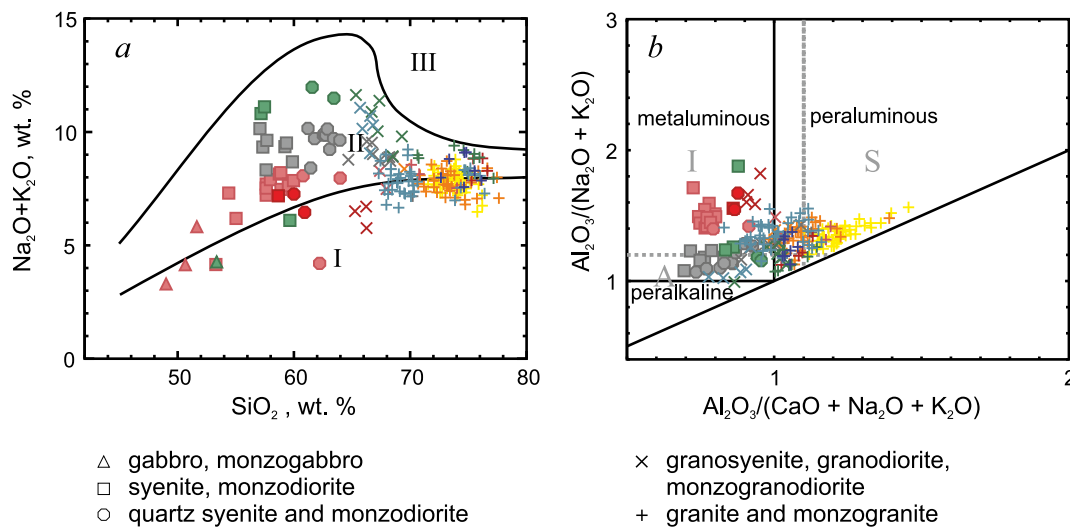 15
10
5
0
50
60
70
80
Na₂O+K₂O, wt. %
SiO₂ , wt. %
a
III
II
I
3
2
1
1
2
Al₂O₃/(Na₂O + K₂O)
Al₂O₃/(CaO + Na₂O + K₂O)
b
metaluminous
peraluminous
I
S
A
peralkaline
gabbro, monzogabbro
syenite, monzodiorite
quartz syenite and monzodiorite
granosyenite, granodiorite,
monzogranodiorite
granite and monzogranite